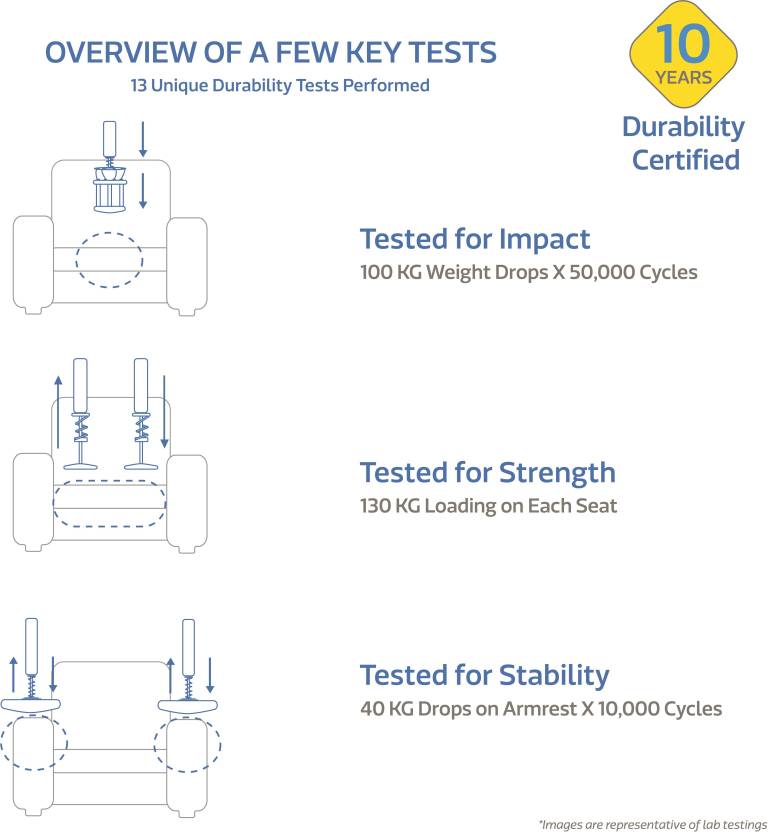 OVERVIEW OF A FEW KEY TESTS
13 Unique Durability Tests Performed
10
YEARS
Durability
Certified
Tested for Impact
100 KG Weight Drops X 50,000 Cycles
Tested for Strength
130 KG Loading on Each Seat
Tested for Stability
40 KG Drops on Armrest X 10,000 Cycles
*Images are representative of lab testings